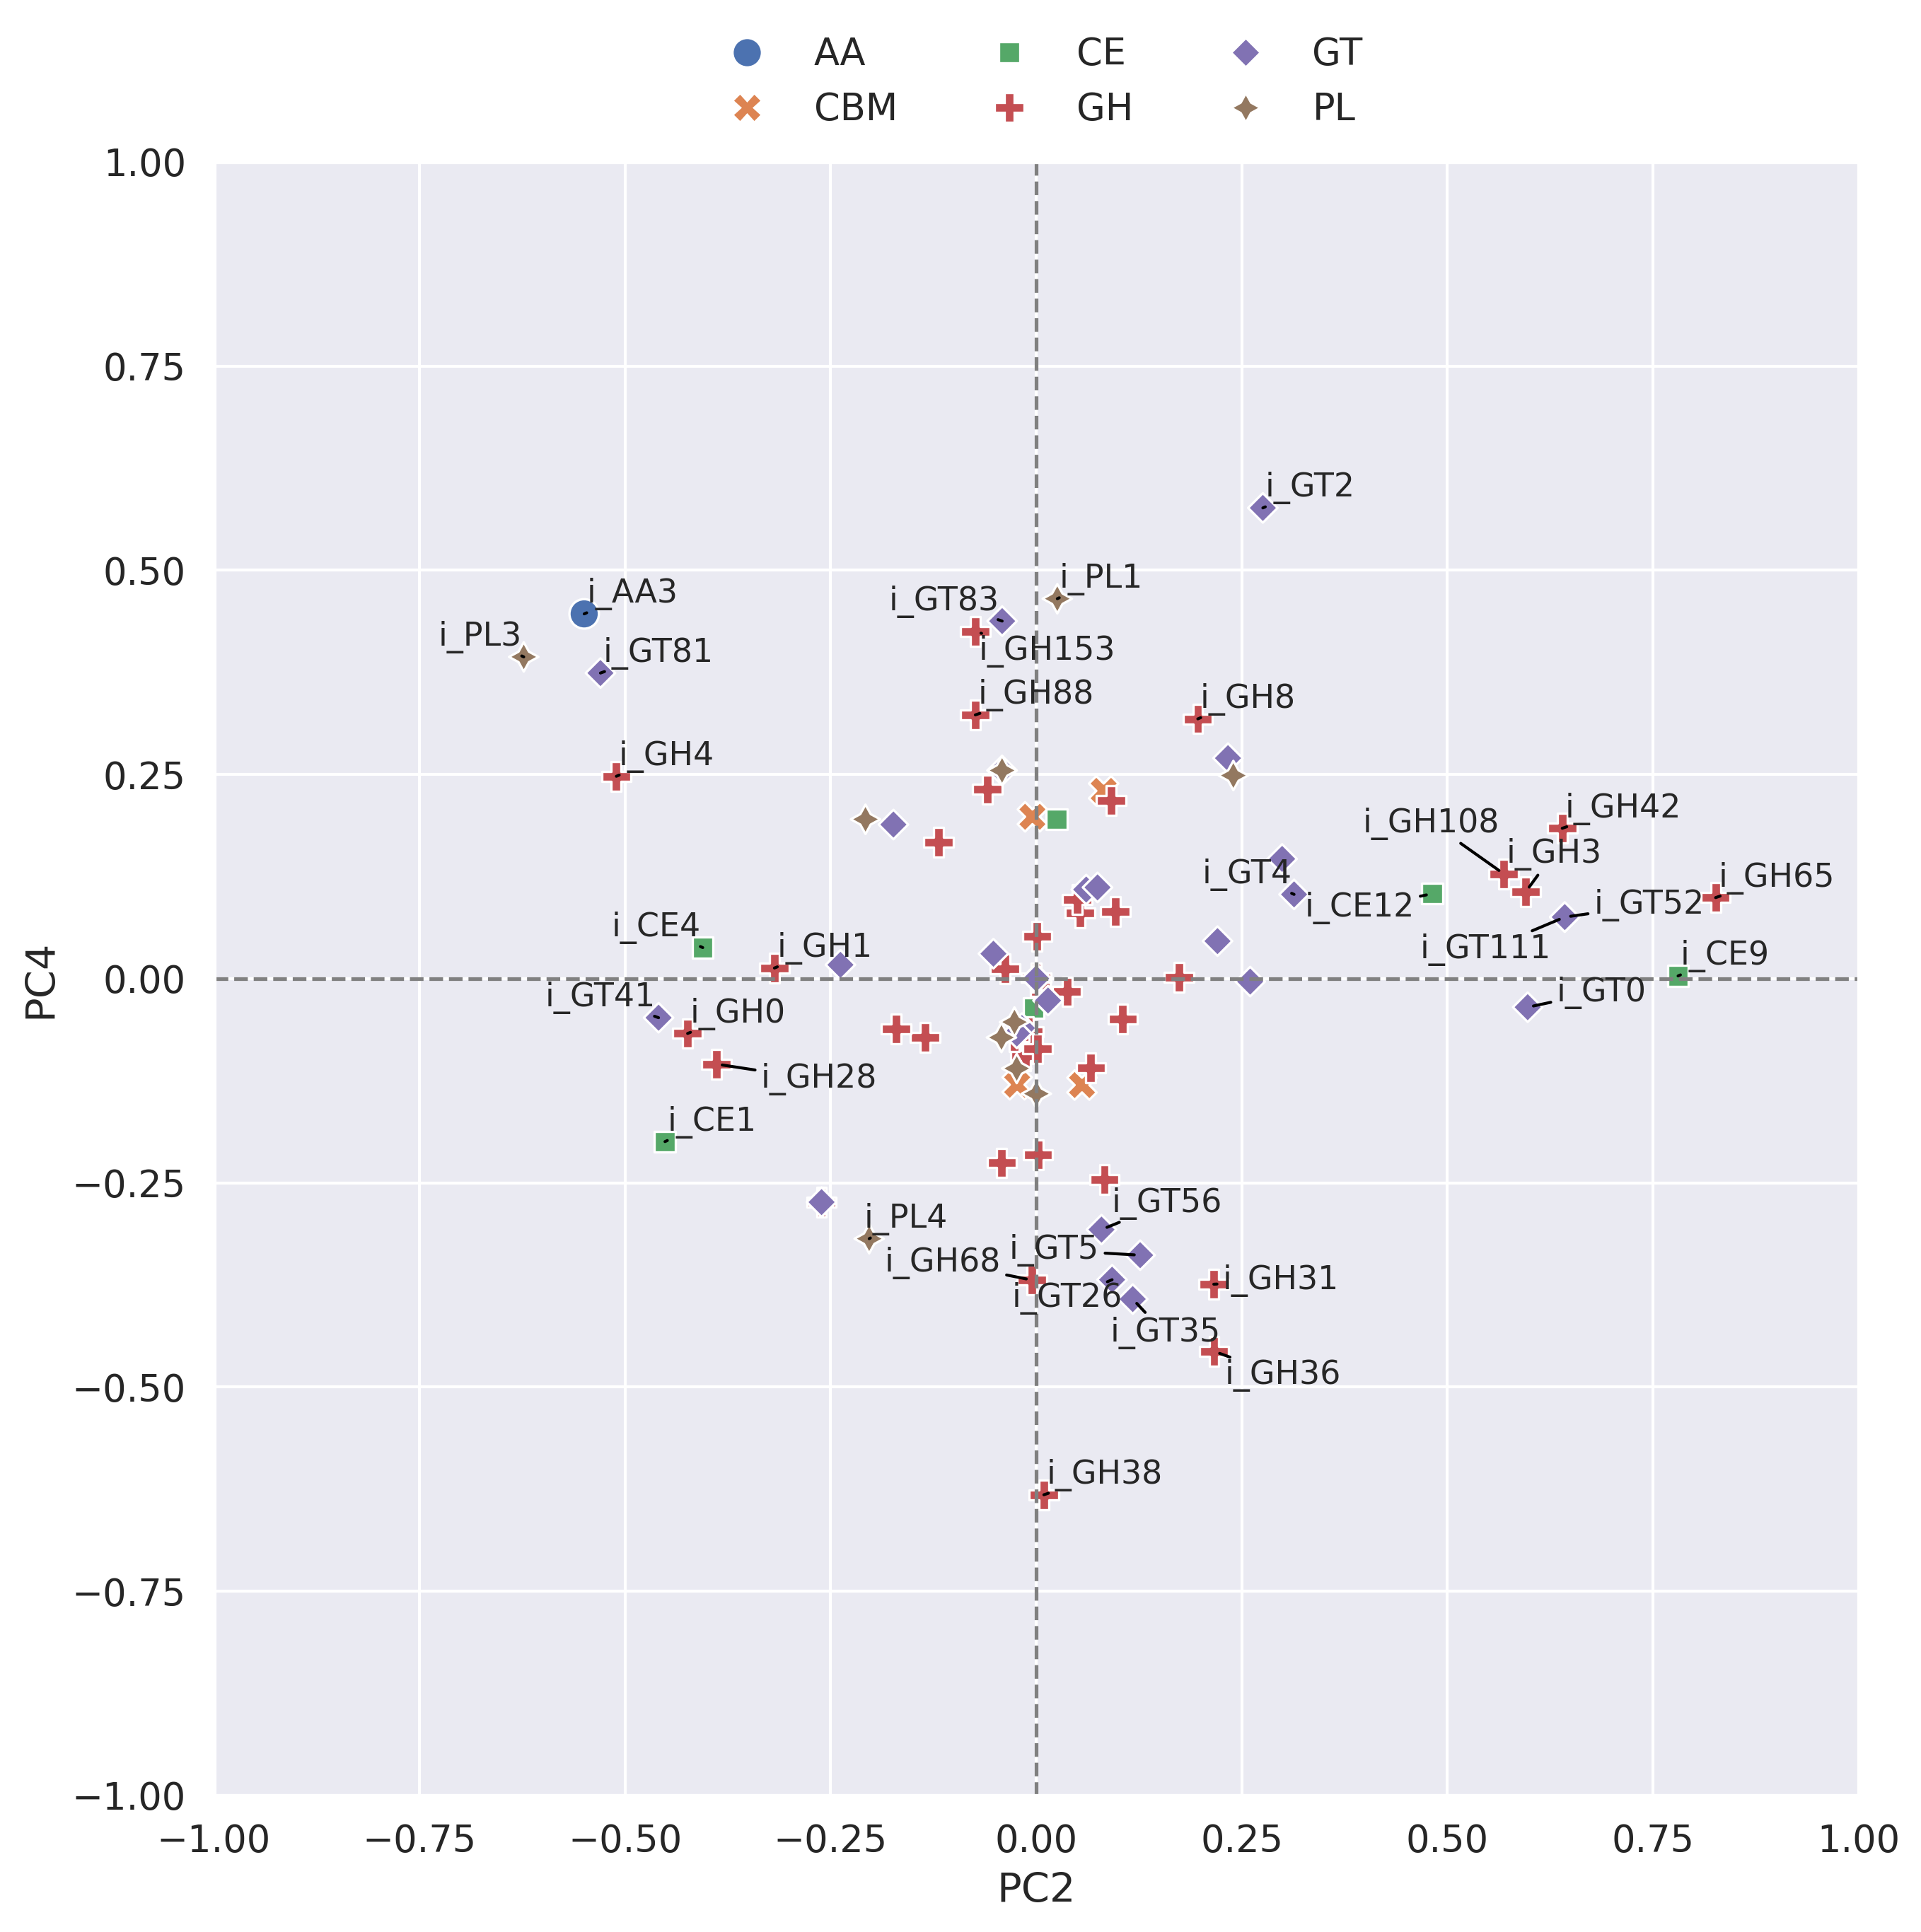 AA CE GT
CBM GH PL
1.00
0.75
0.50
0.25
0.00
−0.25
−0.50
−0.75
−1.00
PC4
i_GT2
i_PL1
i_AA3
i_GT83
i_PL3
i_GT81
i_GH153
i_GH88
i_GH8
i_GH4
i_GH42
i_GH108
i_GH3
i_GT4
i_GH65
i_CE12
i_GT52
i_CE4
i_GH1
i_GT111
i_CE9
i_GT41
i_GT0
i_GH0
i_GH28
i_CE1
i_GT56
i_PL4
i_GT5
i_GH68
i_GH31
i_GT26
i_GT35
i_GH36
i_GH38
−1.00 −0.75 −0.50 −0.25 0.00 0.25 0.50 0.75 1.00
PC2